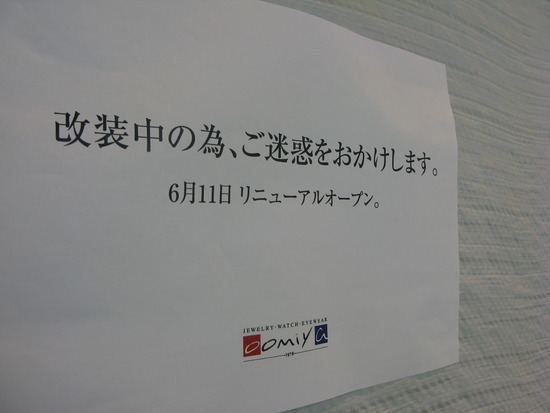 改装中の為、ご迷惑をおかけします。
6月11日 リニューアルオープン。
JEWELRY・WATCH・EYEWEAR
oomiya